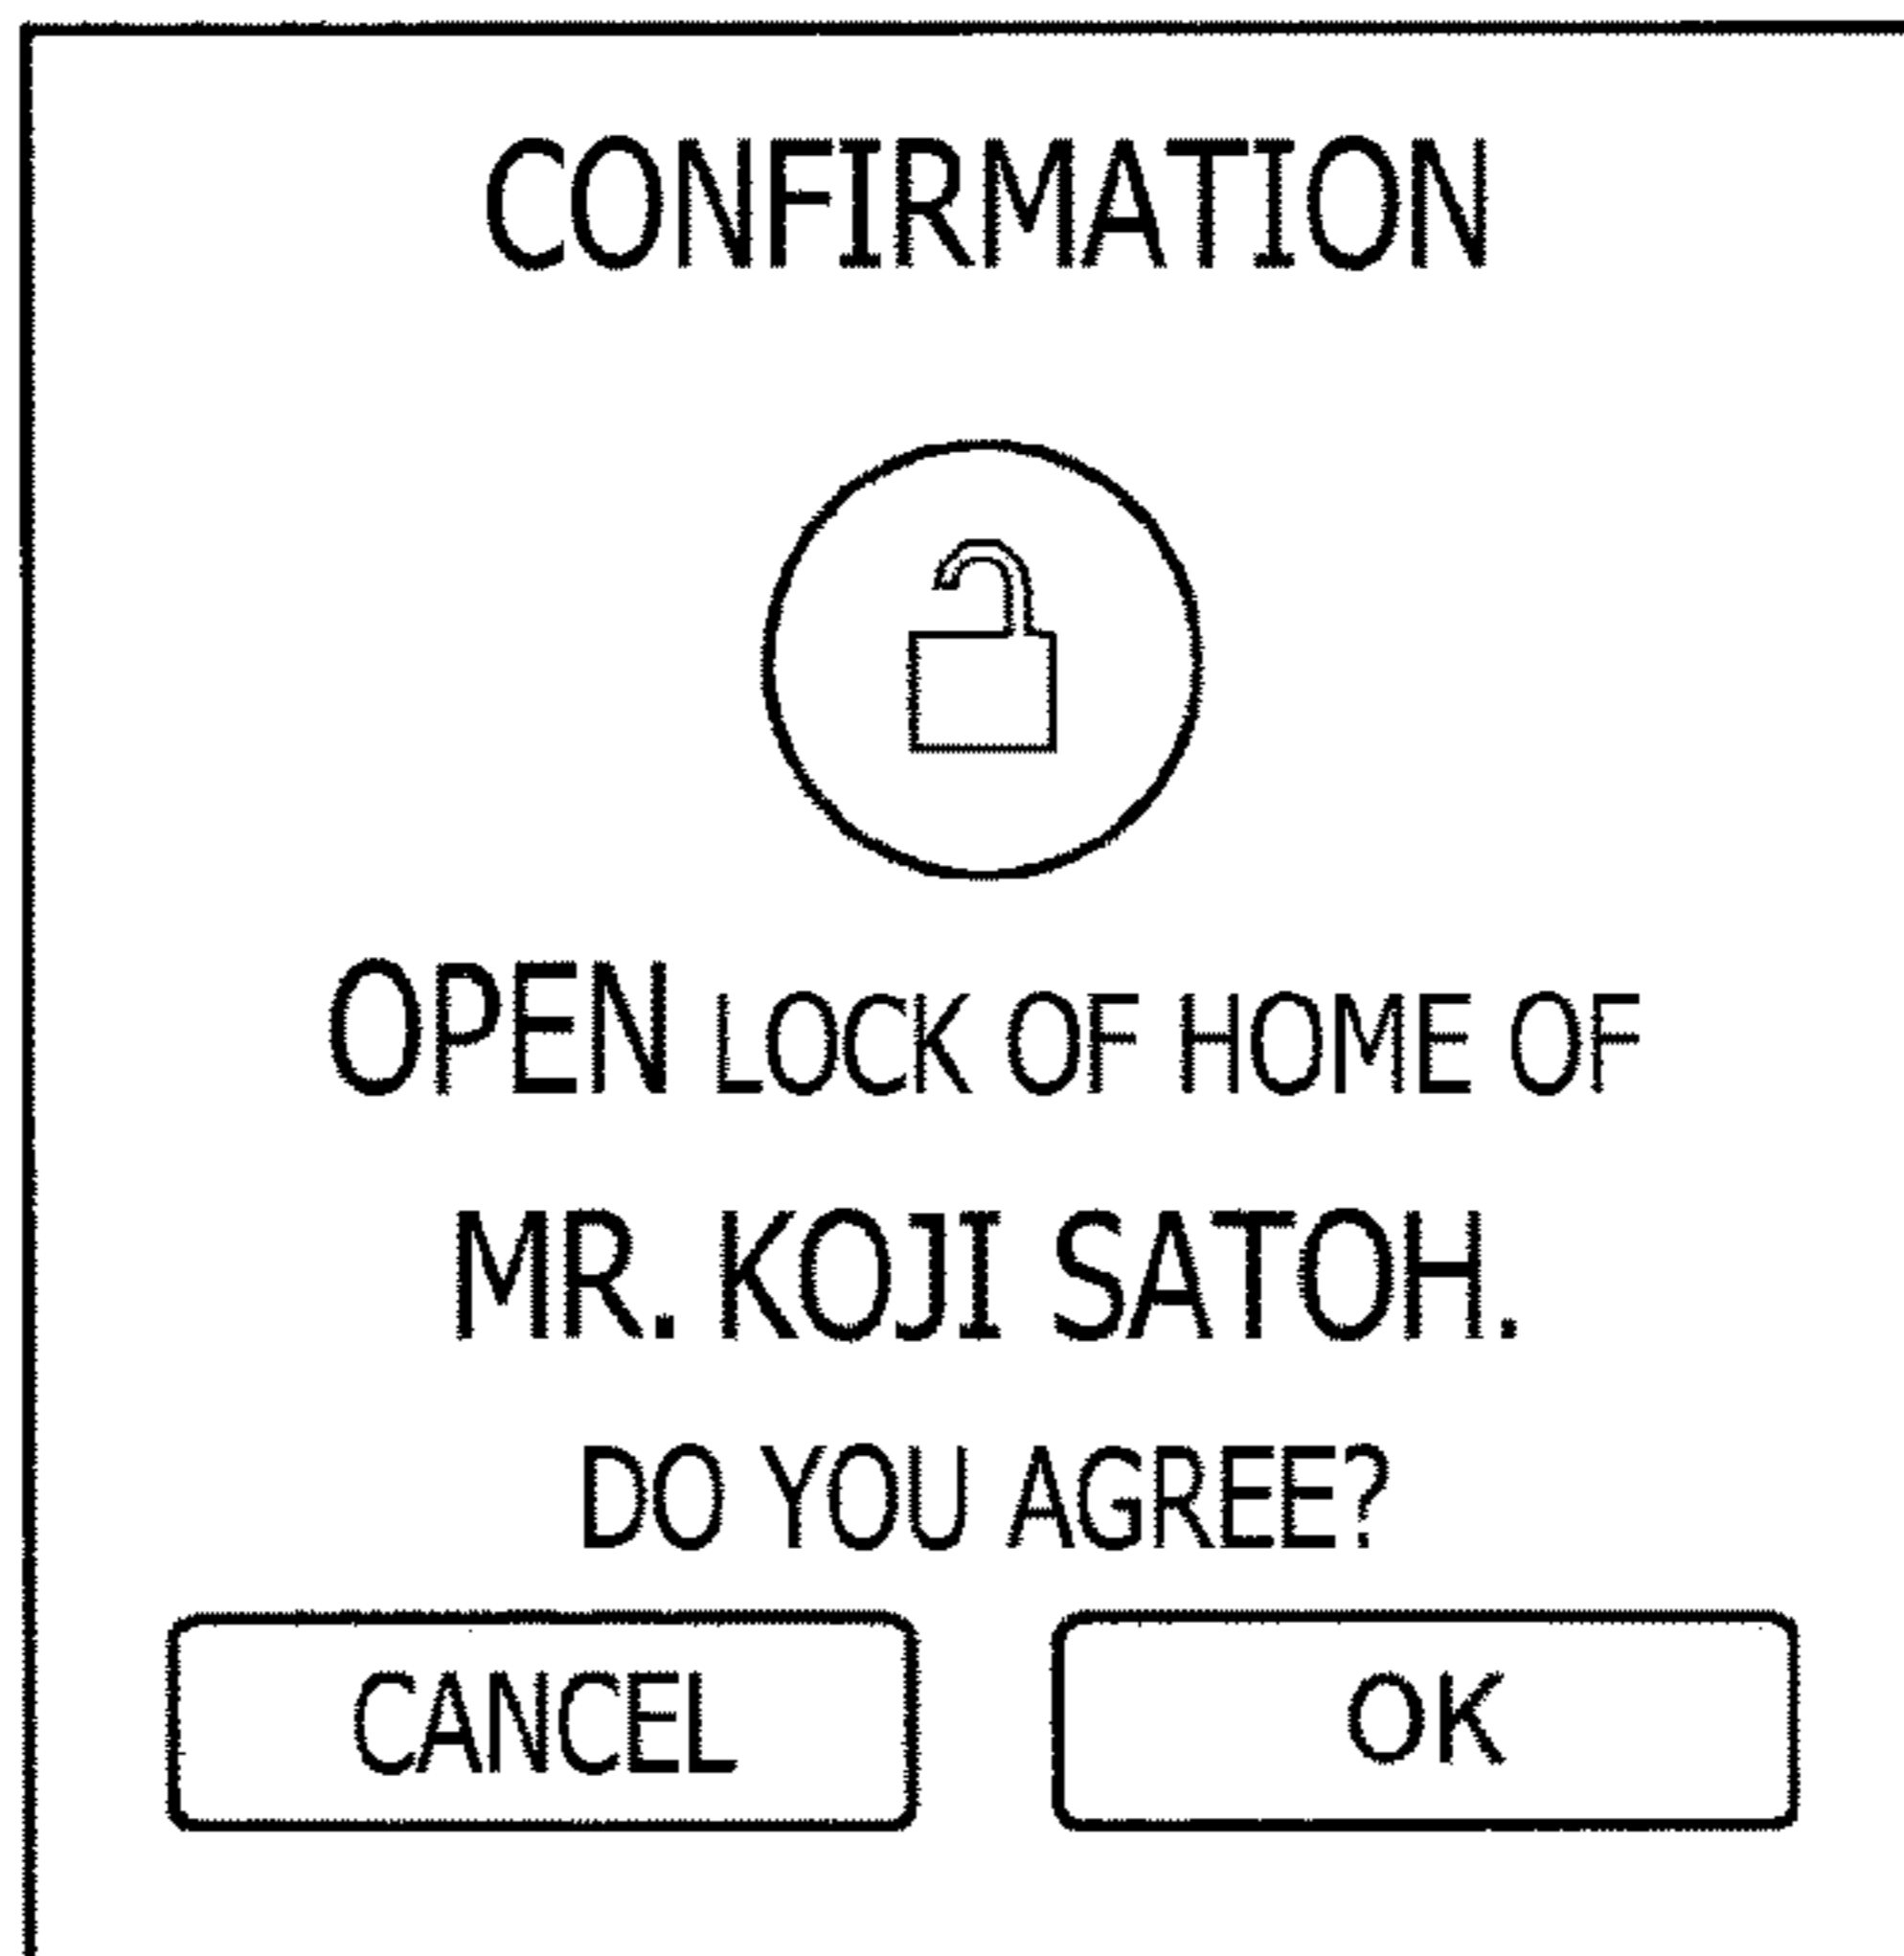 CONFIRMATION
OPEN LOCK OF HOME OF
MR. KOJI SATOH.
DO YOU AGREE?
CANCEL
OK